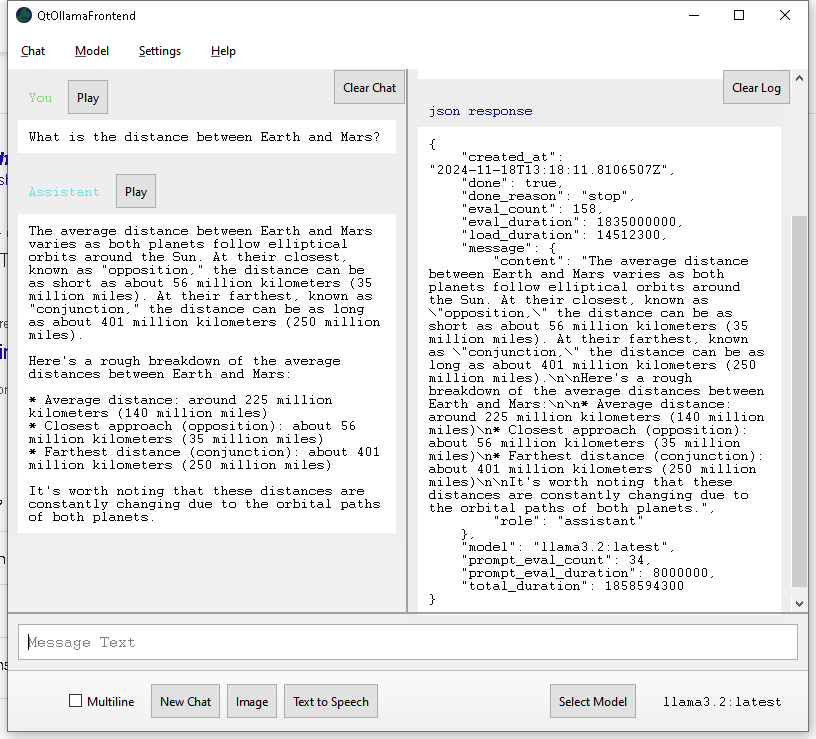 QtOllamaFrontend
Chat Model Settings Help
You Play Clear Chat
What is the distance between Earth and Mars?
Assistant Play
The average distance between Earth and Mars
varies as both planets follow elliptical
orbits around the Sun. At their closest,
known as "opposition," the distance can be
as short as about 56 million kilometers (35
million miles). At their farthest, known as
"conjunction," the distance can be as long
as about 401 million kilometers (250 million
miles).
Here's a rough breakdown of the average
distances between Earth and Mars:
* Average distance: around 225 million
kilometers (140 million miles)
* Closest approach (opposition): about 56
million kilometers (35 million miles)
* Farthest distance (conjunction): about 401
million kilometers (250 million miles)
It's worth noting that these distances are
constantly changing due to the orbital paths
of both planets.
Clear Log
json response
{
"created_at":
"2024-11-18T13:18:11.8106507Z",
"done": true,
"done_reason": "stop",
"eval_count": 158,
"eval_duration": 1835000000,
"load_duration": 14512300,
"message": {
"content": "The average distance
between Earth and Mars varies as both
planets follow elliptical orbits around
the Sun. At their closest, known as
\"opposition,\" the distance can be as
short as about 56 million kilometers (35
million miles). At their farthest, known
as \"conjunction,\" the distance can be as
long as about 401 million kilometers (250
million miles).\n\nHere's a rough
breakdown of the average distances between
Earth and Mars:\n\n* Average distance:
around 225 million kilometers (140 million
miles)\n* Closest approach (opposition):
about 56 million kilometers (35 million
miles)\n* Farthest distance (conjunction):
about 401 million kilometers (250 million
miles)\n\nIt's worth noting that these
distances are constantly changing due to
the orbital paths of both planets.",
"role": "assistant"
},
"model": "llama3.2:latest",
"prompt_eval_count": 34,
"prompt_eval_duration": 8000000,
"total_duration": 1858594300
}
Message Text
Multiline New Chat Image Text to Speech Select Model llama3.2:latest